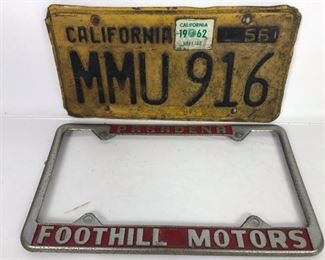 CALIFORNIA
CALIFORNIA 56
19 62
MMU 916
PASADENA
FOOTHILL MOTORS